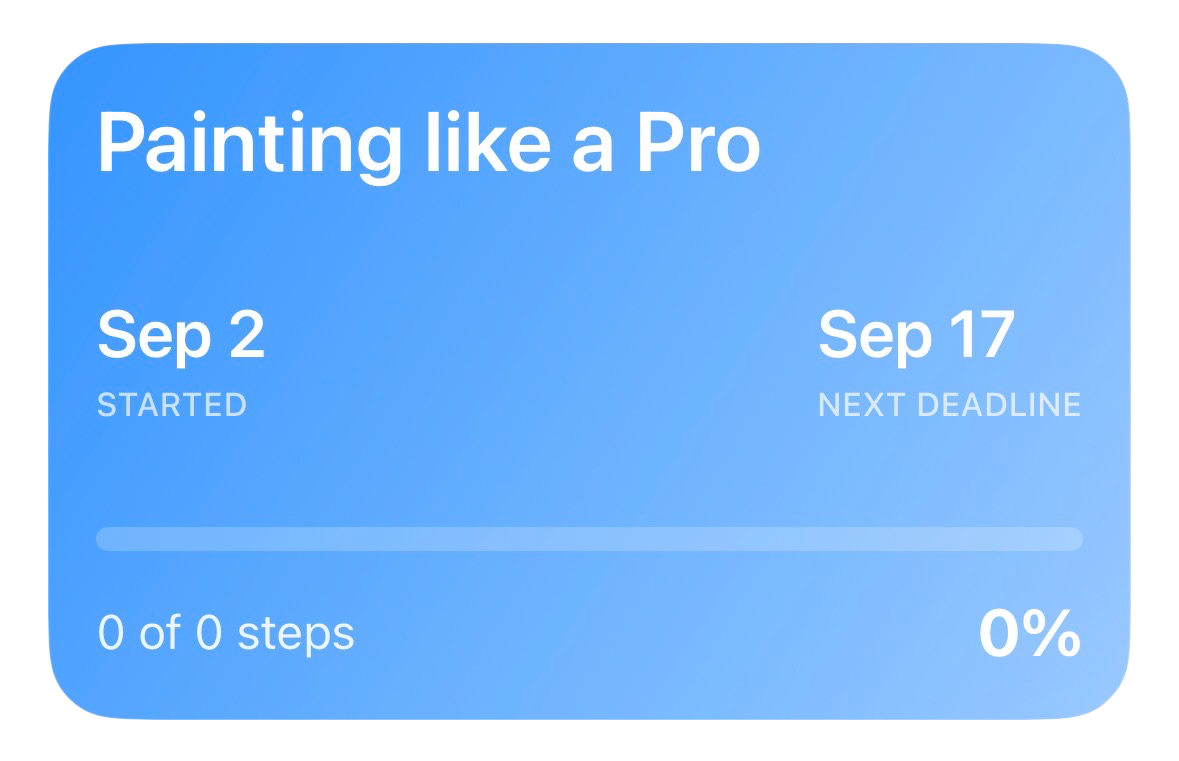 Painting like a Pro
Sep 2
STARTED
Sep 17
NEXT DEADLINE
0 of 0 steps
0%